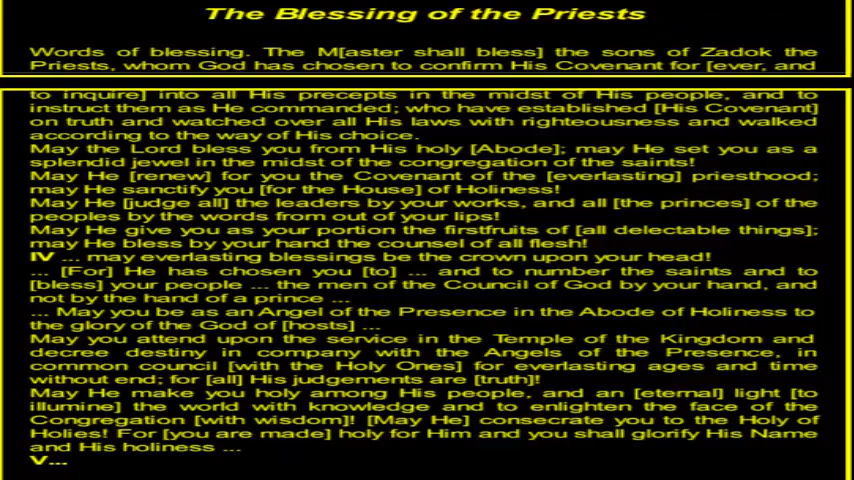 The Blessing of the Priests
Words of blessing. The M[aster shall bless] the sons of Zadok the
Priests, whom God has chosen to confirm His Covenant for [ever, and
to inquire] into all His precepts in the midst of His people, and to
instruct them as He commanded; who have established [His Covenant]
on truth and watched over all His laws with righteousness and walked
according to the way of His choice.
May the Lord bless you from His holy [Abode]; may He set you as a
splendid jewel in the midst of the congregation of the saints!
May He [renew] for you the Covenant of the [everlasting] priesthood;
may He sanctify you [for the House] of Holiness!
May He [judge all] the leaders by your works, and all [the princes] of the
peoples by the words from out of your lips!
May He give you as your portion the firstfruits of [all delectable things];
may He bless by your hand the counsel of all flesh!
IV ... may everlasting blessings be the crown upon your head!
... [For] He has chosen you [to] ... and to number the saints and to
[bless] your people ... the men of the Council of God by your hand, and
not by the hand of a prince ...
... May you be as an Angel of the Presence in the Abode of Holiness to
the glory of the God of [hosts] ...
May you attend upon the service in the Temple of the Kingdom and
decree destiny in company with the Angels of the Presence, in
common council [with the Holy Ones] for everlasting ages and time
without end; for [all] His judgements are [truth]!
May He make you holy among His people, and an [eternal] light [to
illumine] the world with knowledge and to enlighten the face of the
Congregation [with wisdom]! [May He] consecrate you to the Holy of
Holies! For [you are made] holy for Him and you shall glorify His Name
and His holiness ...
V...